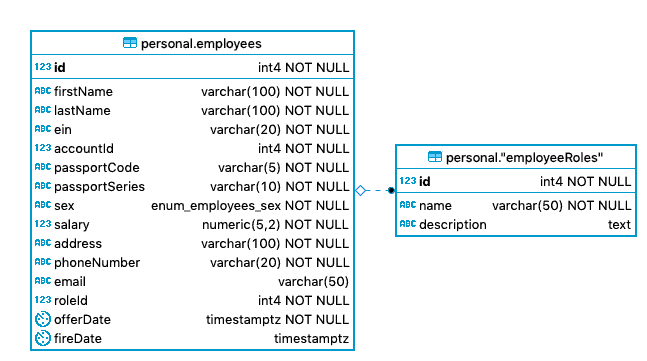 personal.employees
123 id int4 NOT NULL
ABC firstName varchar(100) NOT NULL
ABC lastName varchar(100) NOT NULL
ABC ein varchar(20) NOT NULL
123 accountId int4 NOT NULL
ABC passportCode varchar(5) NOT NULL
ABC passportSeries varchar(10) NOT NULL
ABC sex enum_employees_sex NOT NULL
123 salary numeric(5,2) NOT NULL
ABC address varchar(100) NOT NULL
ABC phoneNumber varchar(20) NOT NULL
ABC email varchar(50)
123 roleId int4 NOT NULL
offerDate timestamptz NOT NULL
fireDate timestamptz
personal."employeeRoles"
123 id int4 NOT NULL
ABC name varchar(50) NOT NULL
ABC description text